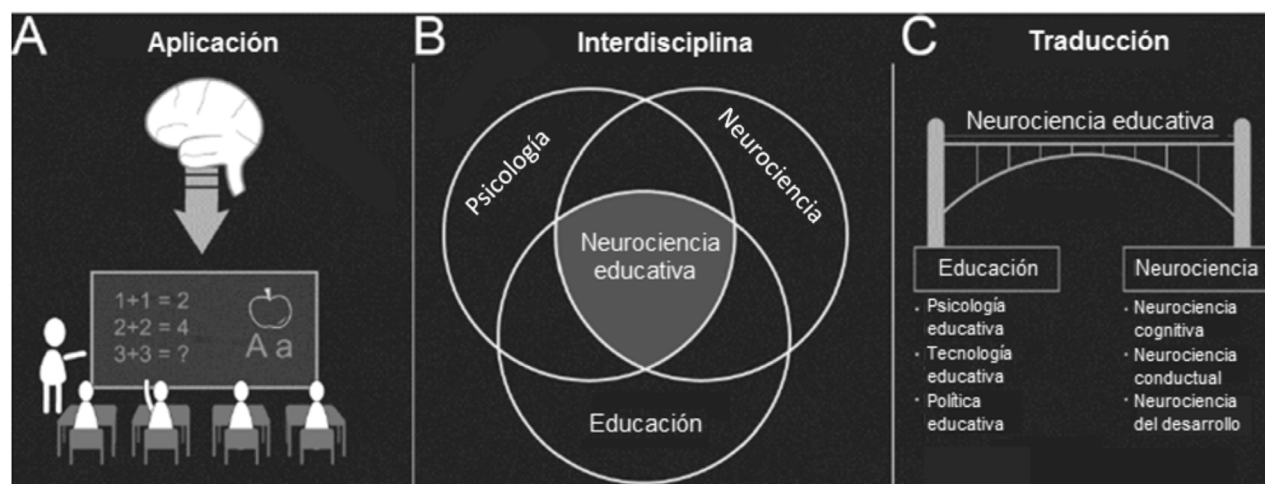 A
Aplicación
1+1 = 2
2+2 = 4
3+3 = ?
A a
B
Interdisciplina
Psicología
Neurociencia
Neurociencia
educativa
Educación
C
Traducción
Neurociencia educativa
Educación
· Psicología
educativa
· Tecnología
educativa
· Política
educativa
Neurociencia
· Neurociencia
cognitiva
· Neurociencia
conductual
· Neurociencia
del desarrollo